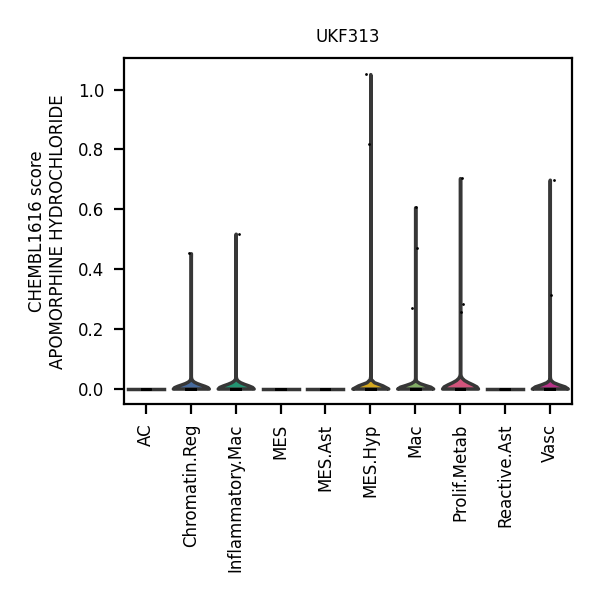 UKF313
CHEMBL1616 score
APOMORPHINE HYDROCHLORIDE
1.0
0.8
0.6
0.4
0.2
0.0
AC
Chromatin.Reg
Inflammatory.Mac
MES
MES.Ast
MES.Hyp
Mac
Prolif.Metab
Reactive.Ast
Vasc